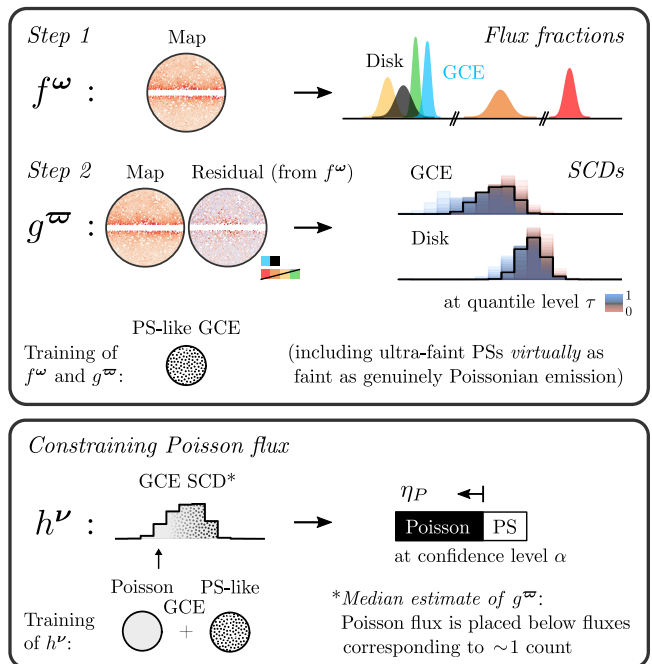 Step 1
Map
Flux fractions
f^ω :
Disk
GCE
Step 2
Map
Residual (from f^ω)
g^ϖ :
GCE
SCDs
Disk
at quantile level τ
1
0
PS-like GCE
Training of
f^ω and g^ϖ:
(including ultra-faint PSs virtually as
faint as genuinely Poissonian emission)
Constraining Poisson flux
GCE SCD*
h^ν :
η_P
Poisson
PS
at confidence level α
Poisson
PS-like
GCE
Training
of h^ν:
+
*Median estimate of g^ϖ:
Poisson flux is placed below fluxes
corresponding to ∼1 count